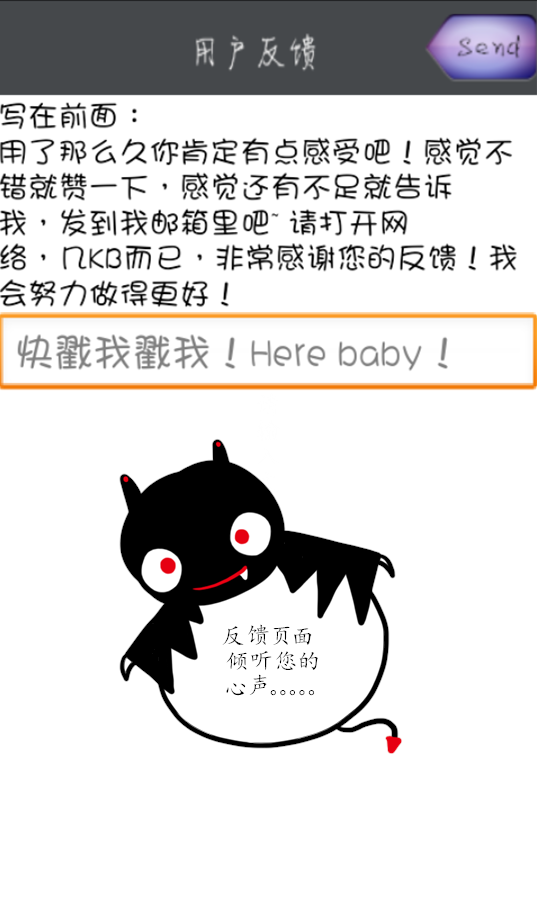 用户反馈
Send
写在前面：
用了那么久你肯定有点感受吧！感觉不
错就赞一下，感觉还有不足就告诉
我，发到我邮箱里吧~ 请打开网
络，几KB而已，非常感谢您的反馈！我
会努力做得更好！
快戳我戳我！Here baby！
反馈页面
倾听您的
心声。。。。。